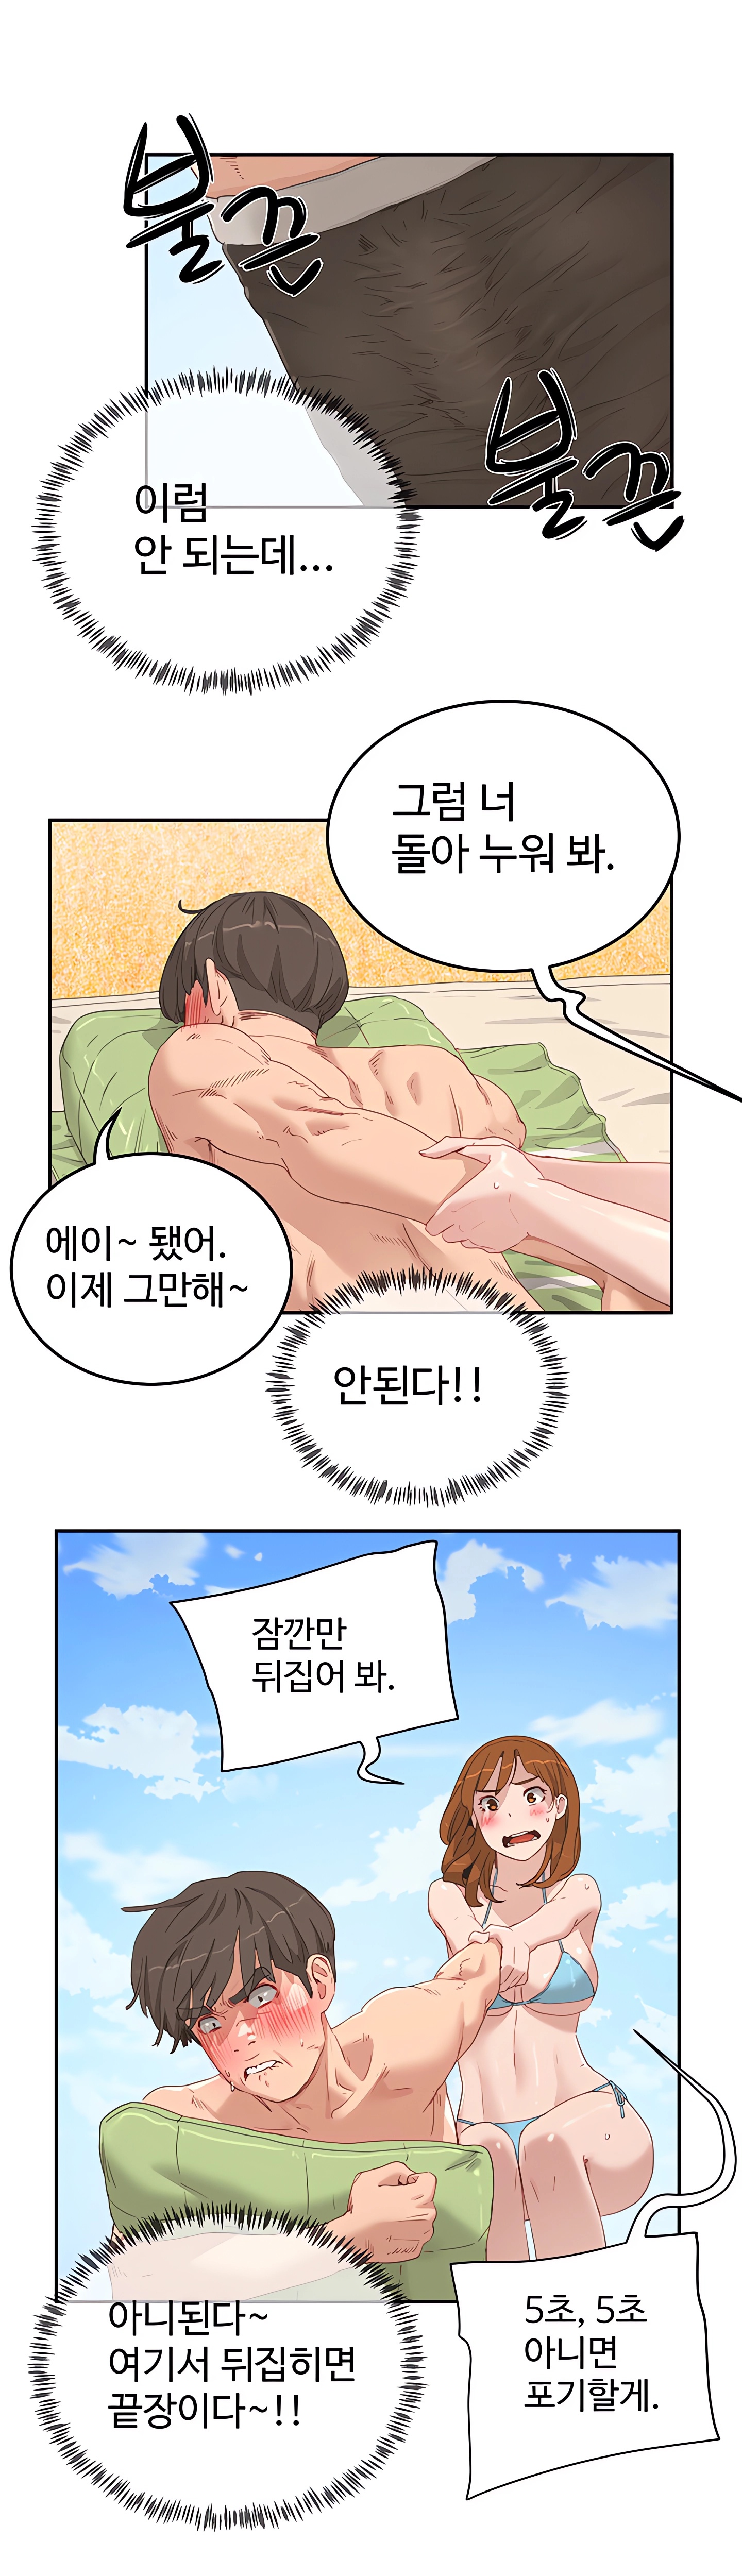 불끈
불끈
이럼
안 되는데...
그럼 너
돌아 누워 봐.
에이~ 됐어.
이제 그만해~
안된다!!
잠깐만
뒤집어 봐.
아니된다~
여기서 뒤집히면
끝장이다~!!
5초, 5초
아니면
포기할게.